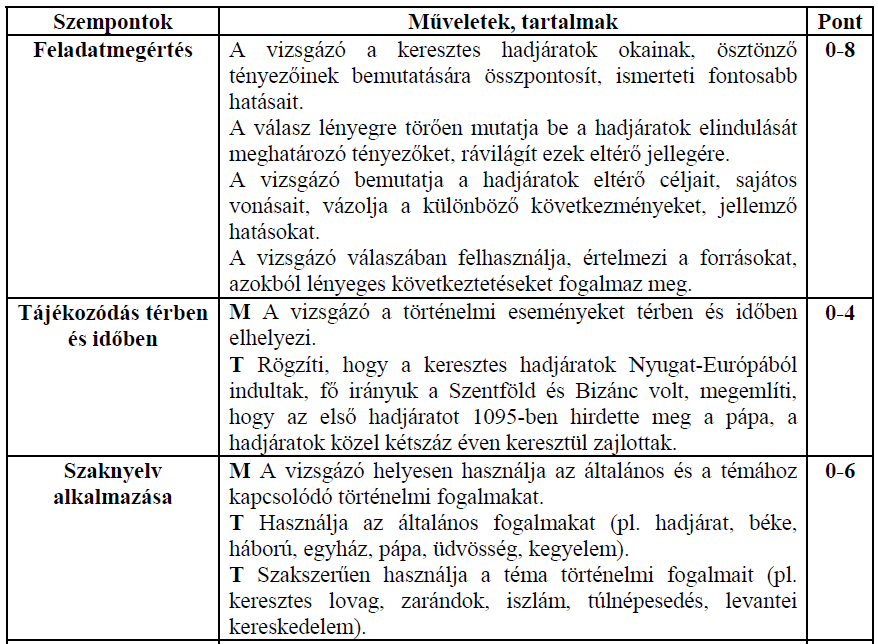 Szempontok Műveletek, tartalmak Pont
Feladatmegértés A vizsgázó a keresztes hadjáratok okainak, ösztönző 0-8
tényezőinek bemutatására összpontosít, ismerteti fontosabb
hatásait.
A válasz lényegre törően mutatja be a hadjáratok elindulását
meghatározó tényezőket, rávilágít ezek eltérő jellegére.
A vizsgázó bemutatja a hadjáratok eltérő céljait, sajátos
vonásait, vázolja a különböző következményeket, jellemző
hatásokat.
A vizsgázó válaszában felhasználja, értelmezi a forrásokat,
azokból lényeges következtetéseket fogalmaz meg.
Tájékozódás térben M A vizsgázó a történelmi eseményeket térben és időben 0-4
és időben elhelyezi.
T Rögzíti, hogy a keresztes hadjáratok Nyugat-Európából
indultak, fő irányuk a Szentföld és Bizánc volt, megemlíti,
hogy az első hadjáratot 1095-ben hirdette meg a pápa, a
hadjáratok közel kétszáz éven keresztül zajlottak.
Szaknyelv M A vizsgázó helyesen használja az általános és a témához 0-6
alkalmazása kapcsolódó történelmi fogalmakat.
T Használja az általános fogalmakat (pl. hadjárat, béke,
háború, egyház, pápa, üdvösség, kegyelem).
T Szakszerűen használja a téma történelmi fogalmait (pl.
keresztes lovag, zarándok, iszlám, túlnépesedés, levantei
kereskedelem).